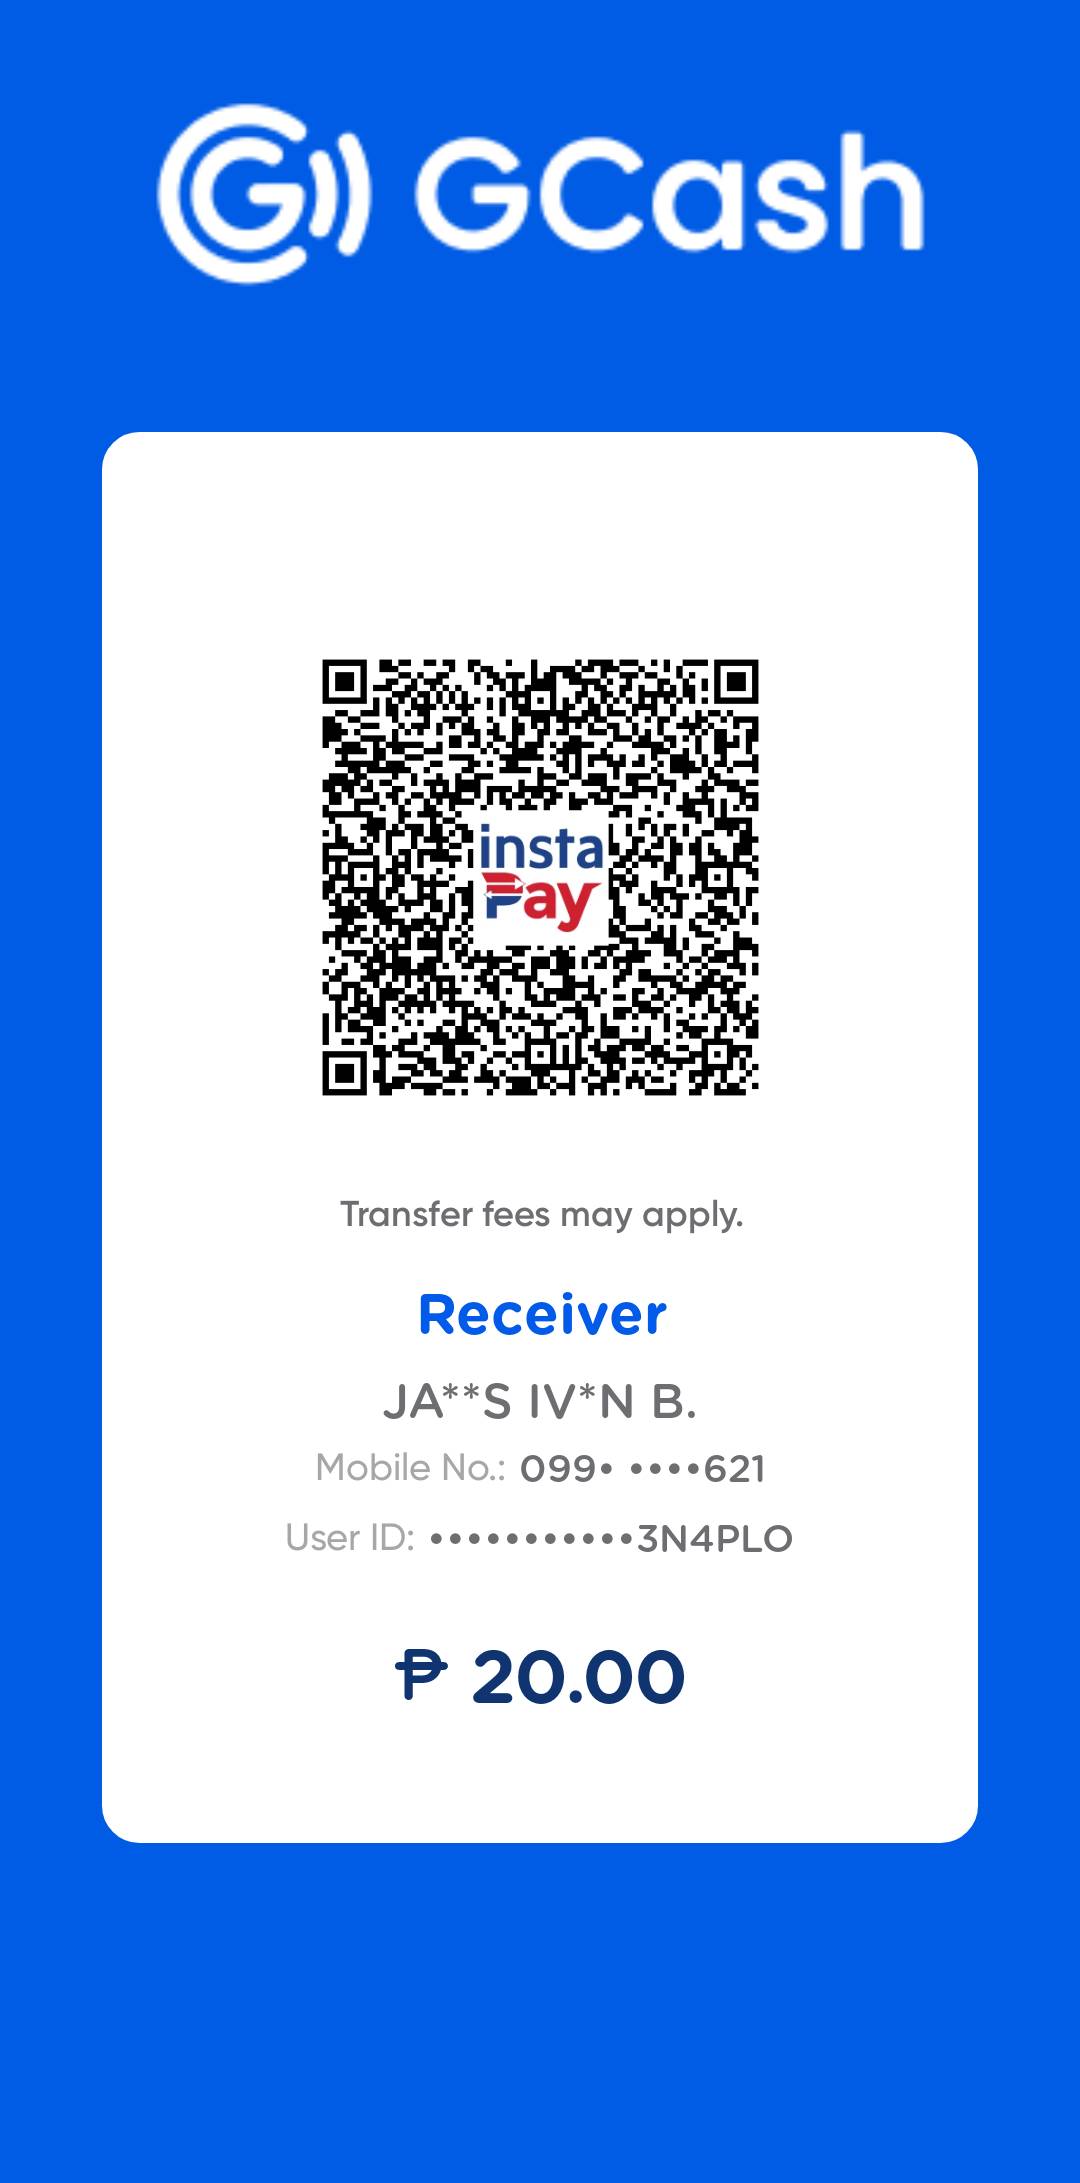 GCash
insta
Pay
Transfer fees may apply.
Receiver
JA**S IV*N B.
Mobile No.: 099• ••••621
User ID: •••••••••••3N4PLO
₱ 20.00